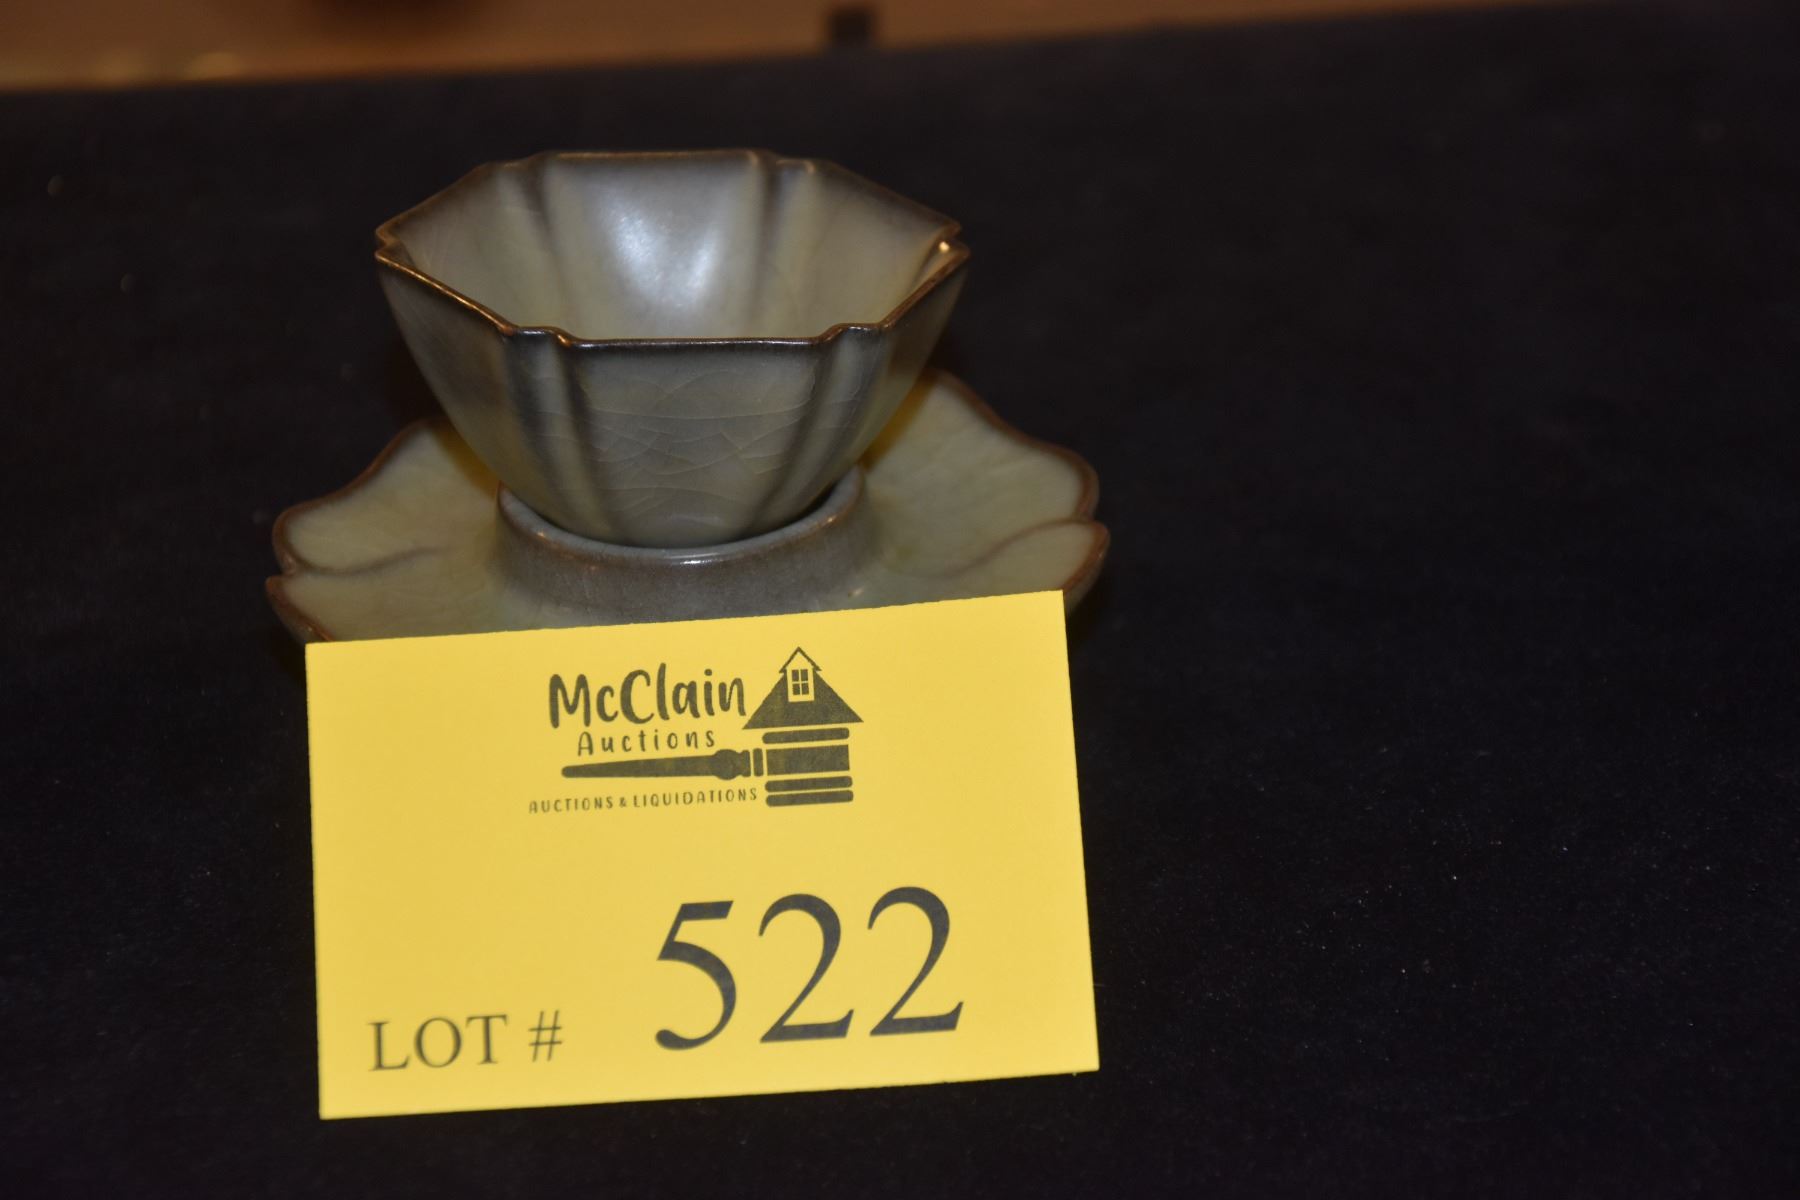 McClain
Auctions
AUCTIONS & LIQUIDATIONS
LOT # 522